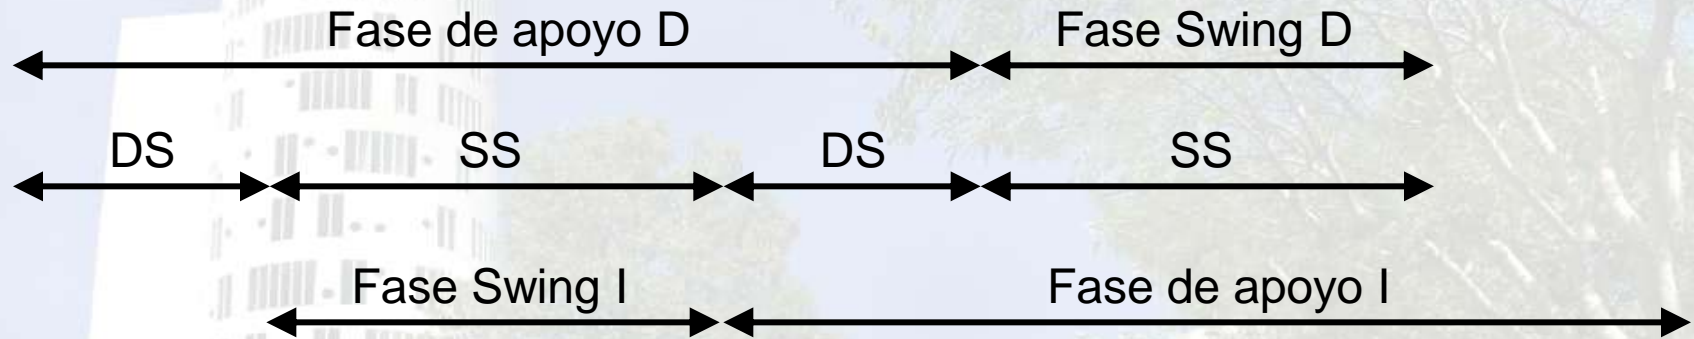 Fase de apoyo D Fase Swing D
DS SS DS SS
Fase Swing I Fase de apoyo I